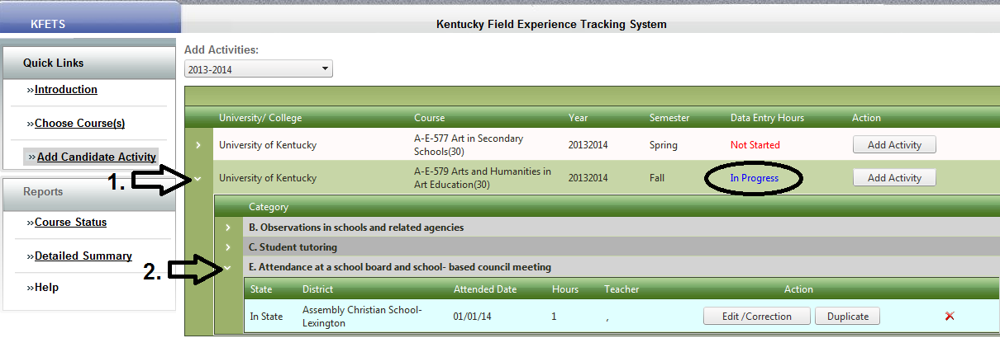 KFETS
Kentucky Field Experience Tracking System
Quick Links
»Introduction
»Choose Course(s)
»Add Candidate Activity
Reports
»Course Status
»Detailed Summary
»Help
Add Activities:
2013-2014
University/ College Course Year Semester Data Entry Hours Action
University of Kentucky A-E-577 Art in Secondary Schools(30) 20132014 Spring Not Started Add Activity
1.
University of Kentucky A-E-579 Arts and Humanities in Art Education(30) 20132014 Fall In Progress Add Activity
Category
B. Observations in schools and related agencies
C. Student tutoring
2.
E. Attendance at a school board and school- based council meeting
State District Attended Date Hours Teacher Action
In State Assembly Christian School-Lexington 01/01/14 1 , Edit /Correction Duplicate